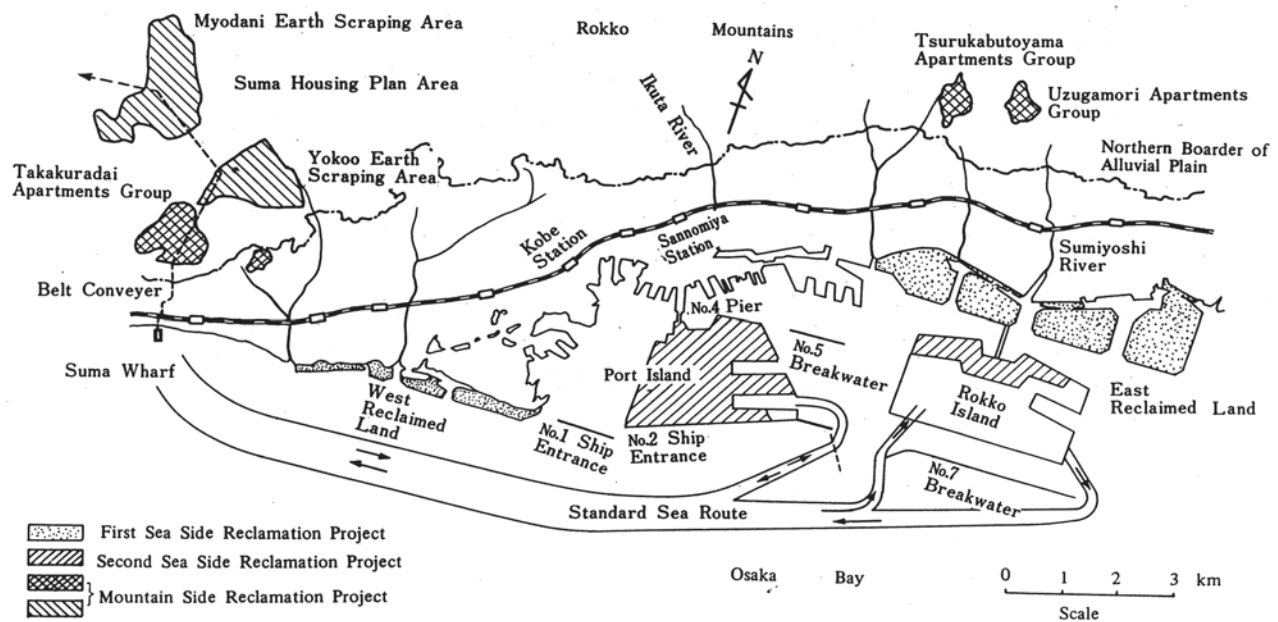 Myodani Earth Scraping Area
Rokko Mountains
Tsurukabutoyama
Apartments Group
N
Suma Housing Plan Area
Ikuta River
Uzugamori Apartments
Group
Takakuradai
Apartments Group
Yokoo Earth
Scraping Area
Northern Boarder of
Alluvial Plain
Kobe
Station
Sannomiya
Station
Sumiyoshi
River
Belt Conveyer
No.4 Pier
Suma Wharf
West
Reclaimed
Land
Port Island
No.5
Breakwater
Rokko
Island
East
Reclaimed Land
No.1 Ship
Entrance
No.2 Ship
Entrance
No.7
Breakwater
Standard Sea Route
First Sea Side Reclamation Project
Second Sea Side Reclamation Project
Mountain Side Reclamation Project
Osaka Bay
0 1 2 3 km
Scale